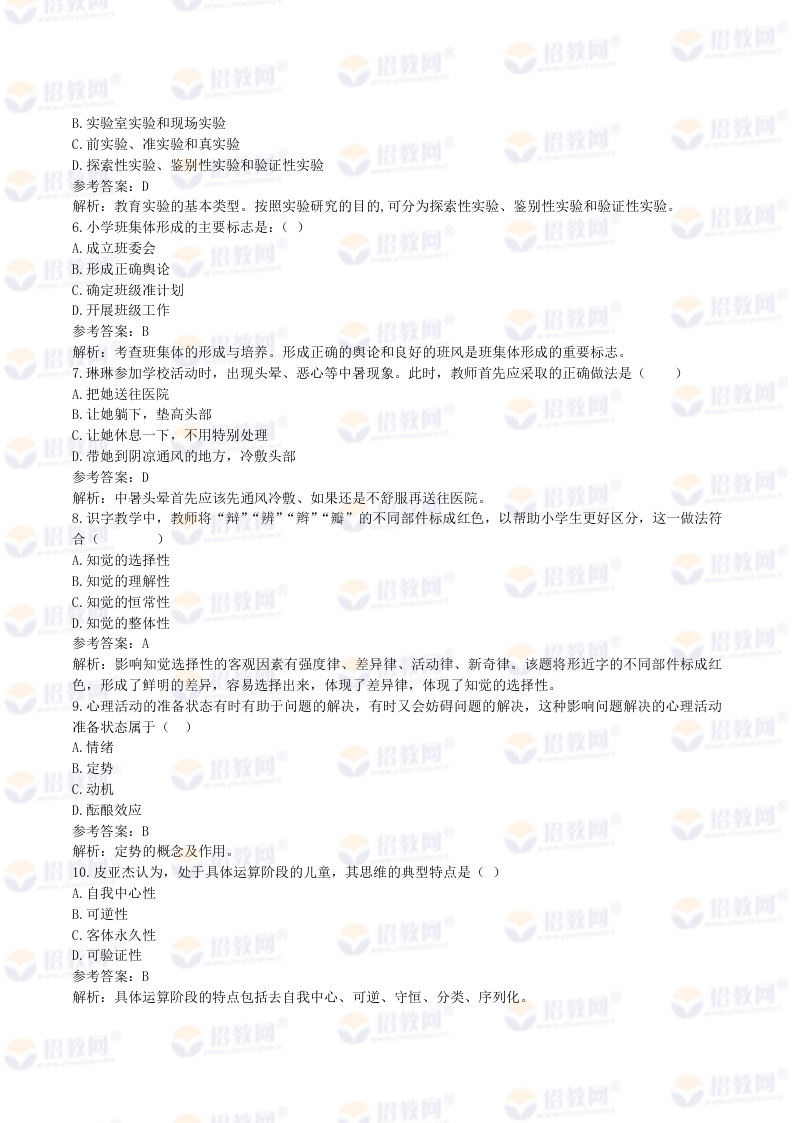 B.实验室实验和现场实验
C.前实验、准实验和真实验
D.探索性实验、鉴别性实验和验证性实验
参考答案：D
解析：教育实验的基本类型。按照实验研究的目的,可分为探索性实验、鉴别性实验和验证性实验。
6.小学班集体形成的主要标志是:（ ）
A.成立班委会
B.形成正确舆论
C.确定班级准计划
D.开展班级工作
参考答案：B
解析：考查班集体的形成与培养。形成正确的舆论和良好的班风是班集体形成的重要标志。
7.琳琳参加学校活动时，出现头晕、恶心等中暑现象。此时，教师首先应采取的正确做法是（    ）
A.把她送往医院
B.让她躺下，垫高头部
C.让她休息一下，不用特别处理
D.带她到阴凉通风的地方，冷敷头部
参考答案：D
解析：中暑头晕首先应该先通风冷敷、如果还是不舒服再送往医院。
8.识字教学中，教师将“辩”“辨”“辫”“瓣”的不同部件标成红色，以帮助小学生更好区分，这一做法符
合（        ）
A.知觉的选择性
B.知觉的理解性
C.知觉的恒常性
D.知觉的整体性
参考答案：A
解析：影响知觉选择性的客观因素有强度律、差异律、活动律、新奇律。该题将形近字的不同部件标成红
色，形成了鲜明的差异，容易选择出来，体现了差异律，体现了知觉的选择性。
9.心理活动的准备状态有时有助于问题的解决，有时又会妨碍问题的解决，这种影响问题解决的心理活动
准备状态属于（  ）
A.情绪
B.定势
C.动机
D.酝酿效应
参考答案：B
解析：定势的概念及作用。
10.皮亚杰认为，处于具体运算阶段的儿童，其思维的典型特点是（ ）
A.自我中心性
B.可逆性
C.客体永久性
D.可验证性
参考答案：B
解析：具体运算阶段的特点包括去自我中心、可逆、守恒、分类、序列化。